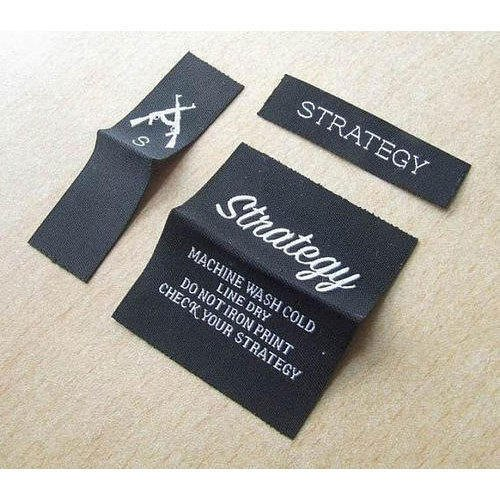 S
STRATEGY
Strategy
MACHINE WASH COLD
LINE DRY
DO NOT IRON PRINT
CHECK YOUR STRATEGY